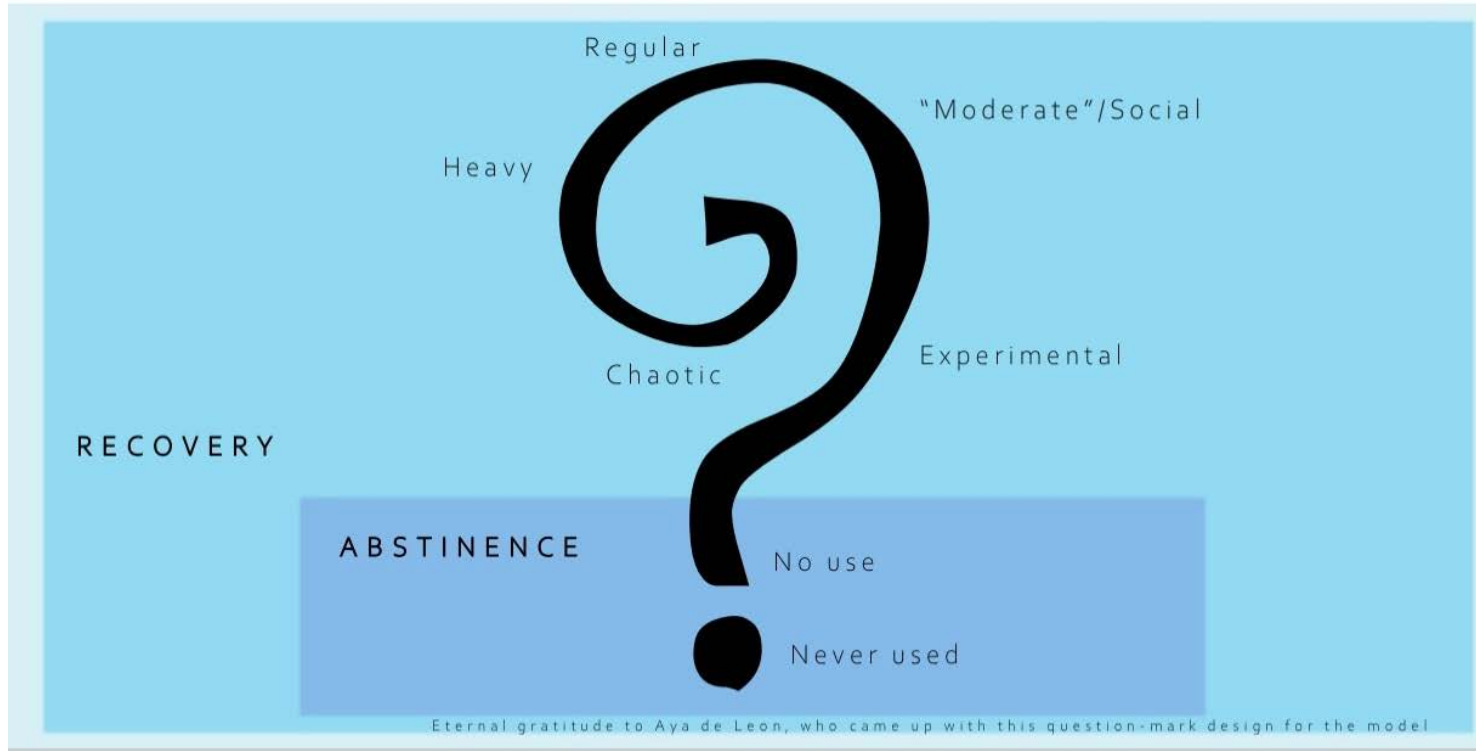 Regular
"Moderate"/Social
Heavy
Experimental
Chaotic
RECOVERY
ABSTINENCE
No use
Never used
Eternal gratitude to Aya de Leon, who came up with this question-mark design for the model